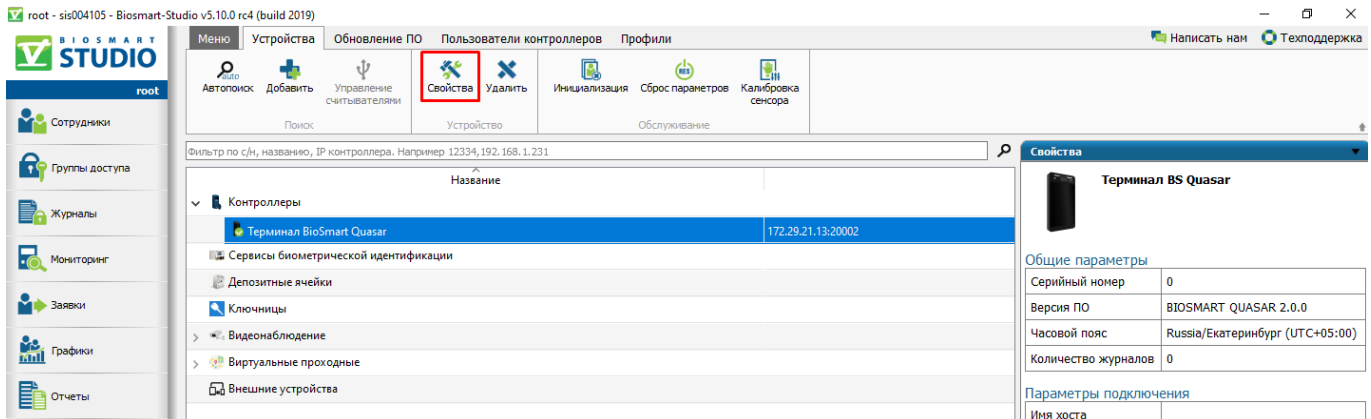 root - sis004105 - Biosmart-Studio v5.10.0 rc4 (build 2019)
BIOSMART
STUDIO
root
Меню Устройства Обновление ПО Пользователи контроллеров Профили
Написать нам Техподдержка
auto
RES
Автопоиск Добавить Управление считывателями Свойства Удалить Инициализация Сброс параметров Калибровка сенсора
Поиск Устройство Обслуживание
Сотрудники
Группы доступа
Журналы
Мониторинг
Заявки
Графики
Отчеты
Фильтр по с/н, названию, IP контроллера. Например 12334,192.168.1.231
Название
Контроллеры
Терминал BioSmart Quasar 172.29.21.13:20002
Сервисы биометрической идентификации
Депозитные ячейки
Ключницы
Видеонаблюдение
Виртуальные проходные
Внешние устройства
Свойства
Терминал BS Quasar
Общие параметры
Серийный номер 0
Версия ПО BIOSMART QUASAR 2.0.0
Часовой пояс Russia/Екатеринбург (UTC+05:00)
Количество журналов 0
Параметры подключения
Имя хоста